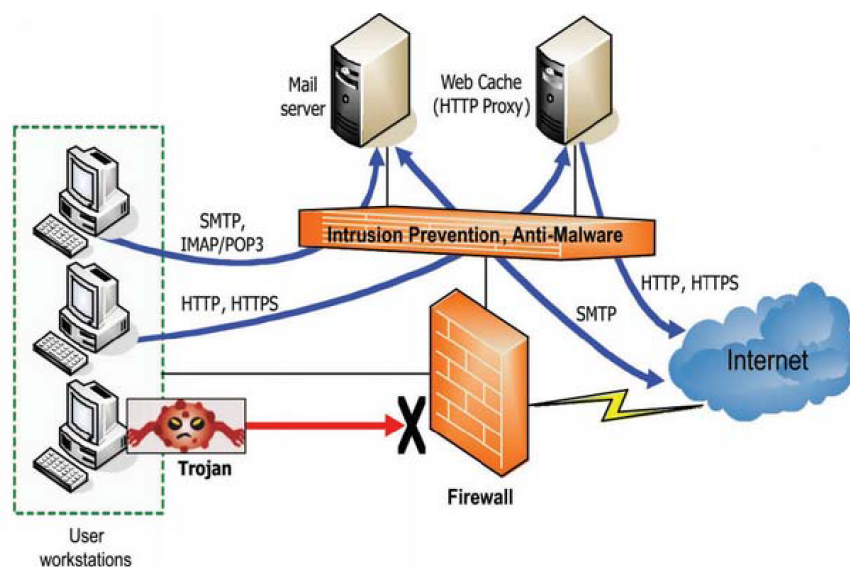 Mail
server
Web Cache
(HTTP Proxy)
SMTP,
IMAP/POP3
Intrusion Prevention, Anti-Malware
HTTP, HTTPS
HTTP, HTTPS
SMTP
Internet
Trojan
Firewall
User
workstations